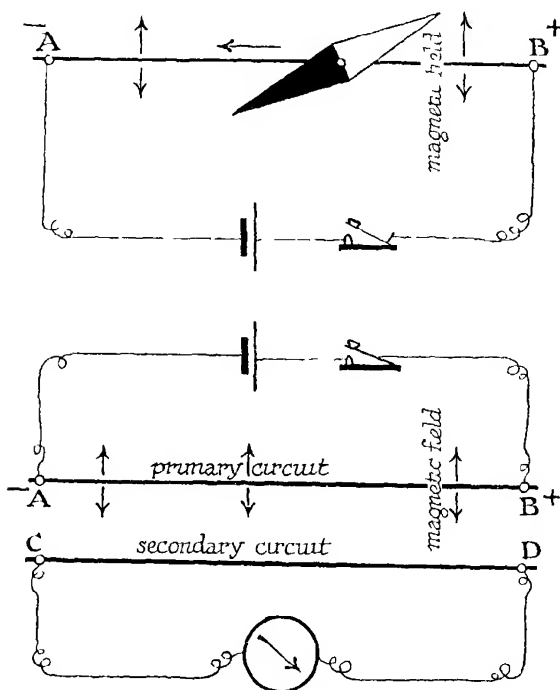 − A B +
magnetic field
primary circuit
magnetic field
− A B +
C secondary circuit D